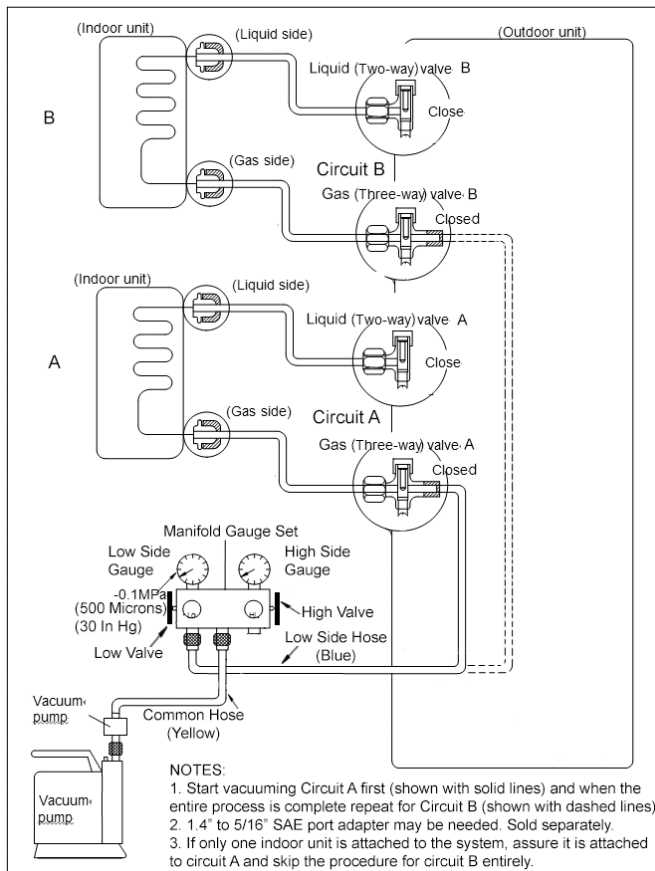 (Indoor unit)
(Liquid side)
(Outdoor unit)
Liquid (Two-way) valve B
B
Close
(Gas side)
Circuit B
Gas (Three-way) valve B
Closed
(Indoor unit)
(Liquid side)
Liquid (Two-way) valve A
A
Close
(Gas side)
Circuit A
Gas (Three-way) valve A
Closed
Manifold Gauge Set
Low Side
Gauge
High Side
Gauge
-0.1MPa
(500 Microns)
(30 In Hg)
LO
HI
High Valve
Low Valve
Low Side Hose
(Blue)
Vacuum
pump
Common Hose
(Yellow)
Vacuum
pump
NOTES:
1. Start vacuuming Circuit A first (shown with solid lines) and when the
entire process is complete repeat for Circuit B (shown with dashed lines)
2. 1.4" to 5/16" SAE port adapter may be needed. Sold separately.
3. If only one indoor unit is attached to the system, assure it is attached
to circuit A and skip the procedure for circuit B entirely.